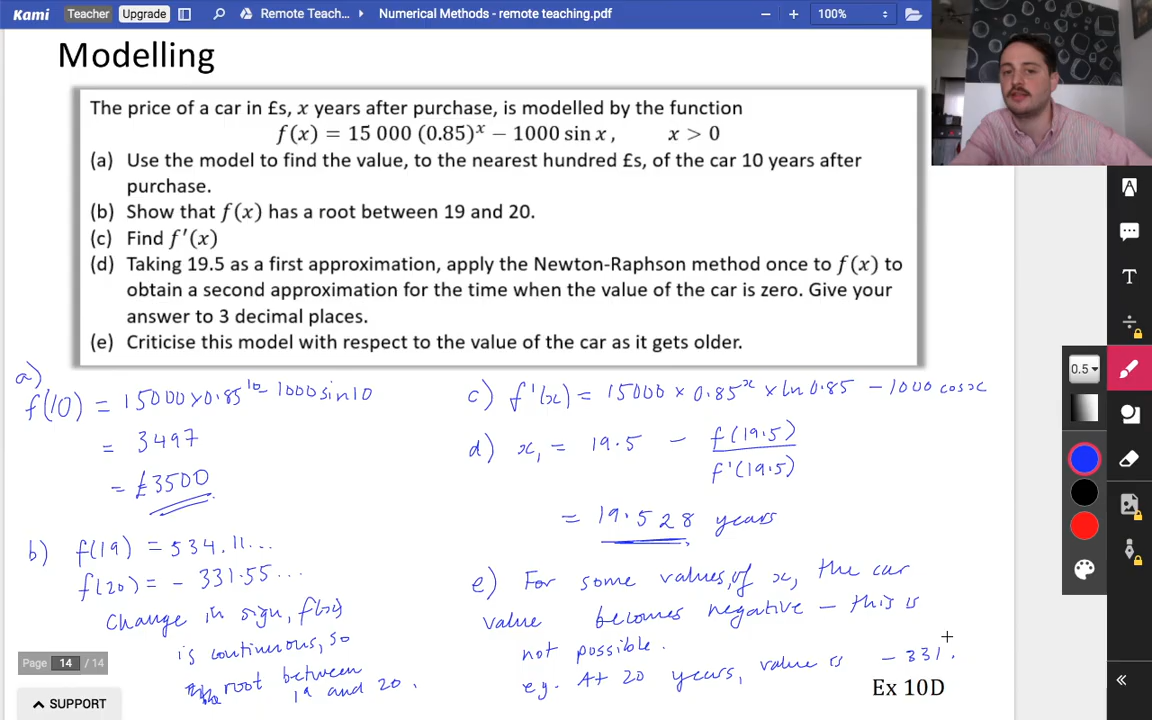 Kami
Teacher
Upgrade
Remote Teach...
Numerical Methods - remote teaching.pdf
100%
Modelling
The price of a car in £s, x years after purchase, is modelled by the function
f(x) = 15 000 (0.85)^x − 1000 sin x, x > 0
(a) Use the model to find the value, to the nearest hundred £s, of the car 10 years after
purchase.
(b) Show that f(x) has a root between 19 and 20.
(c) Find f'(x)
(d) Taking 19.5 as a first approximation, apply the Newton-Raphson method once to f(x) to
obtain a second approximation for the time when the value of the car is zero. Give your
answer to 3 decimal places.
(e) Criticise this model with respect to the value of the car as it gets older.
a)
f(10) = 15000×0.85^10 − 1000 sin 10
= 3497
= £3500
b) f(19) = 534.11...
f(20) = − 331.55...
Change in sign, f(x)
is continuous, so
root between
19 and 20.
c) f'(x) = 15000 × 0.85^x × ln 0.85 − 1000 cos x
d) x₁ = 19.5 − f(19.5)
f'(19.5)
= 19.528 years
e) For some values, of x, the car
value becomes negative – this is
not possible.
eg. At 20 years, value is − 331.
Ex 10D
0.5
T
Page 14 / 14
SUPPORT